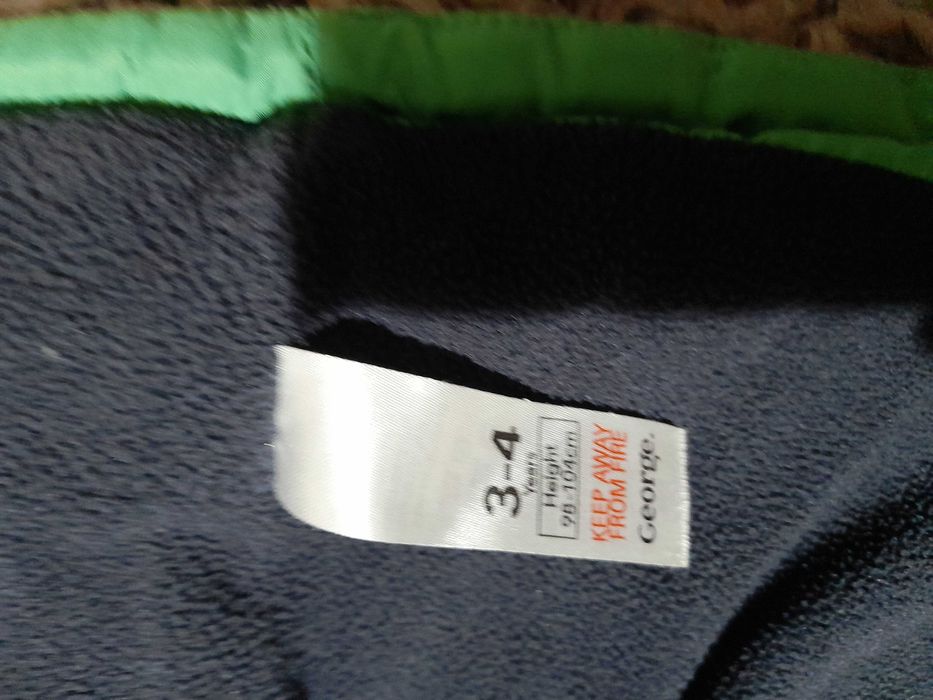 3-4
Years
Height
98-104cm
KEEP AWAY
FROM FIRE
George.